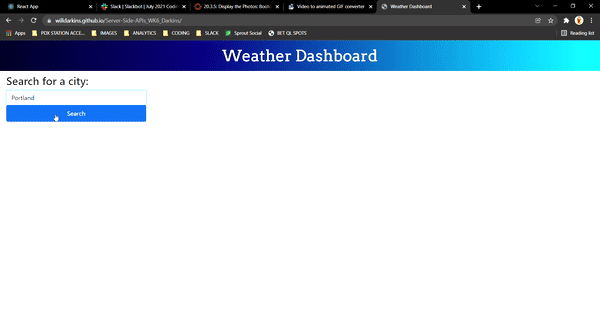 React App
Slack | Slackbot | July 2021 Codi
20.3.5: Display the Photos: Boot
Video to animated GIF converter
Weather Dashboard
willdarkins.github.io/Server-Side-APIs_WK6_Darkins/
Apps PDX STATION ACCE... IMAGES ANALYTICS CODING SLACK Sprout Social BET QL SPOTS Reading list
Weather Dashboard
Search for a city:
Portland
Search